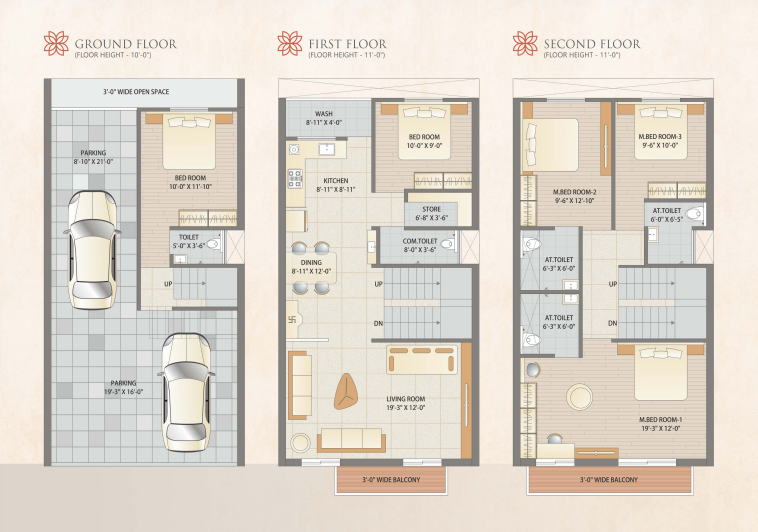 GROUND FLOOR
(FLOOR HEIGHT - 10'-0")
3'-0" WIDE OPEN SPACE
PARKING
8'-10" X 21'-0"
BED ROOM
10'-0" X 11'-10"
TOILET
5'-0" X 3'-6"
UP
PARKING
19'-3" X 16'-0"
FIRST FLOOR
(FLOOR HEIGHT - 11'-0")
WASH
8'-11" X 4'-0"
BED ROOM
10'-0" X 9'-0"
KITCHEN
8'-11" X 8'-11"
STORE
6'-8" X 3'-6"
COM.TOILET
8'-0" X 3'-6"
DINING
8'-11" X 12'-0"
UP
DN
LIVING ROOM
19'-3" X 12'-0"
3'-0" WIDE BALCONY
SECOND FLOOR
(FLOOR HEIGHT - 11'-0")
M.BED ROOM-3
9'-6" X 10'-0"
M.BED ROOM-2
9'-6" X 12'-10"
AT.TOILET
6'-0" X 6'-5"
AT.TOILET
6'-3" X 6'-0"
UP
AT.TOILET
6'-3" X 6'-0"
DN
M.BED ROOM-1
19'-3" X 12'-0"
3'-0" WIDE BALCONY